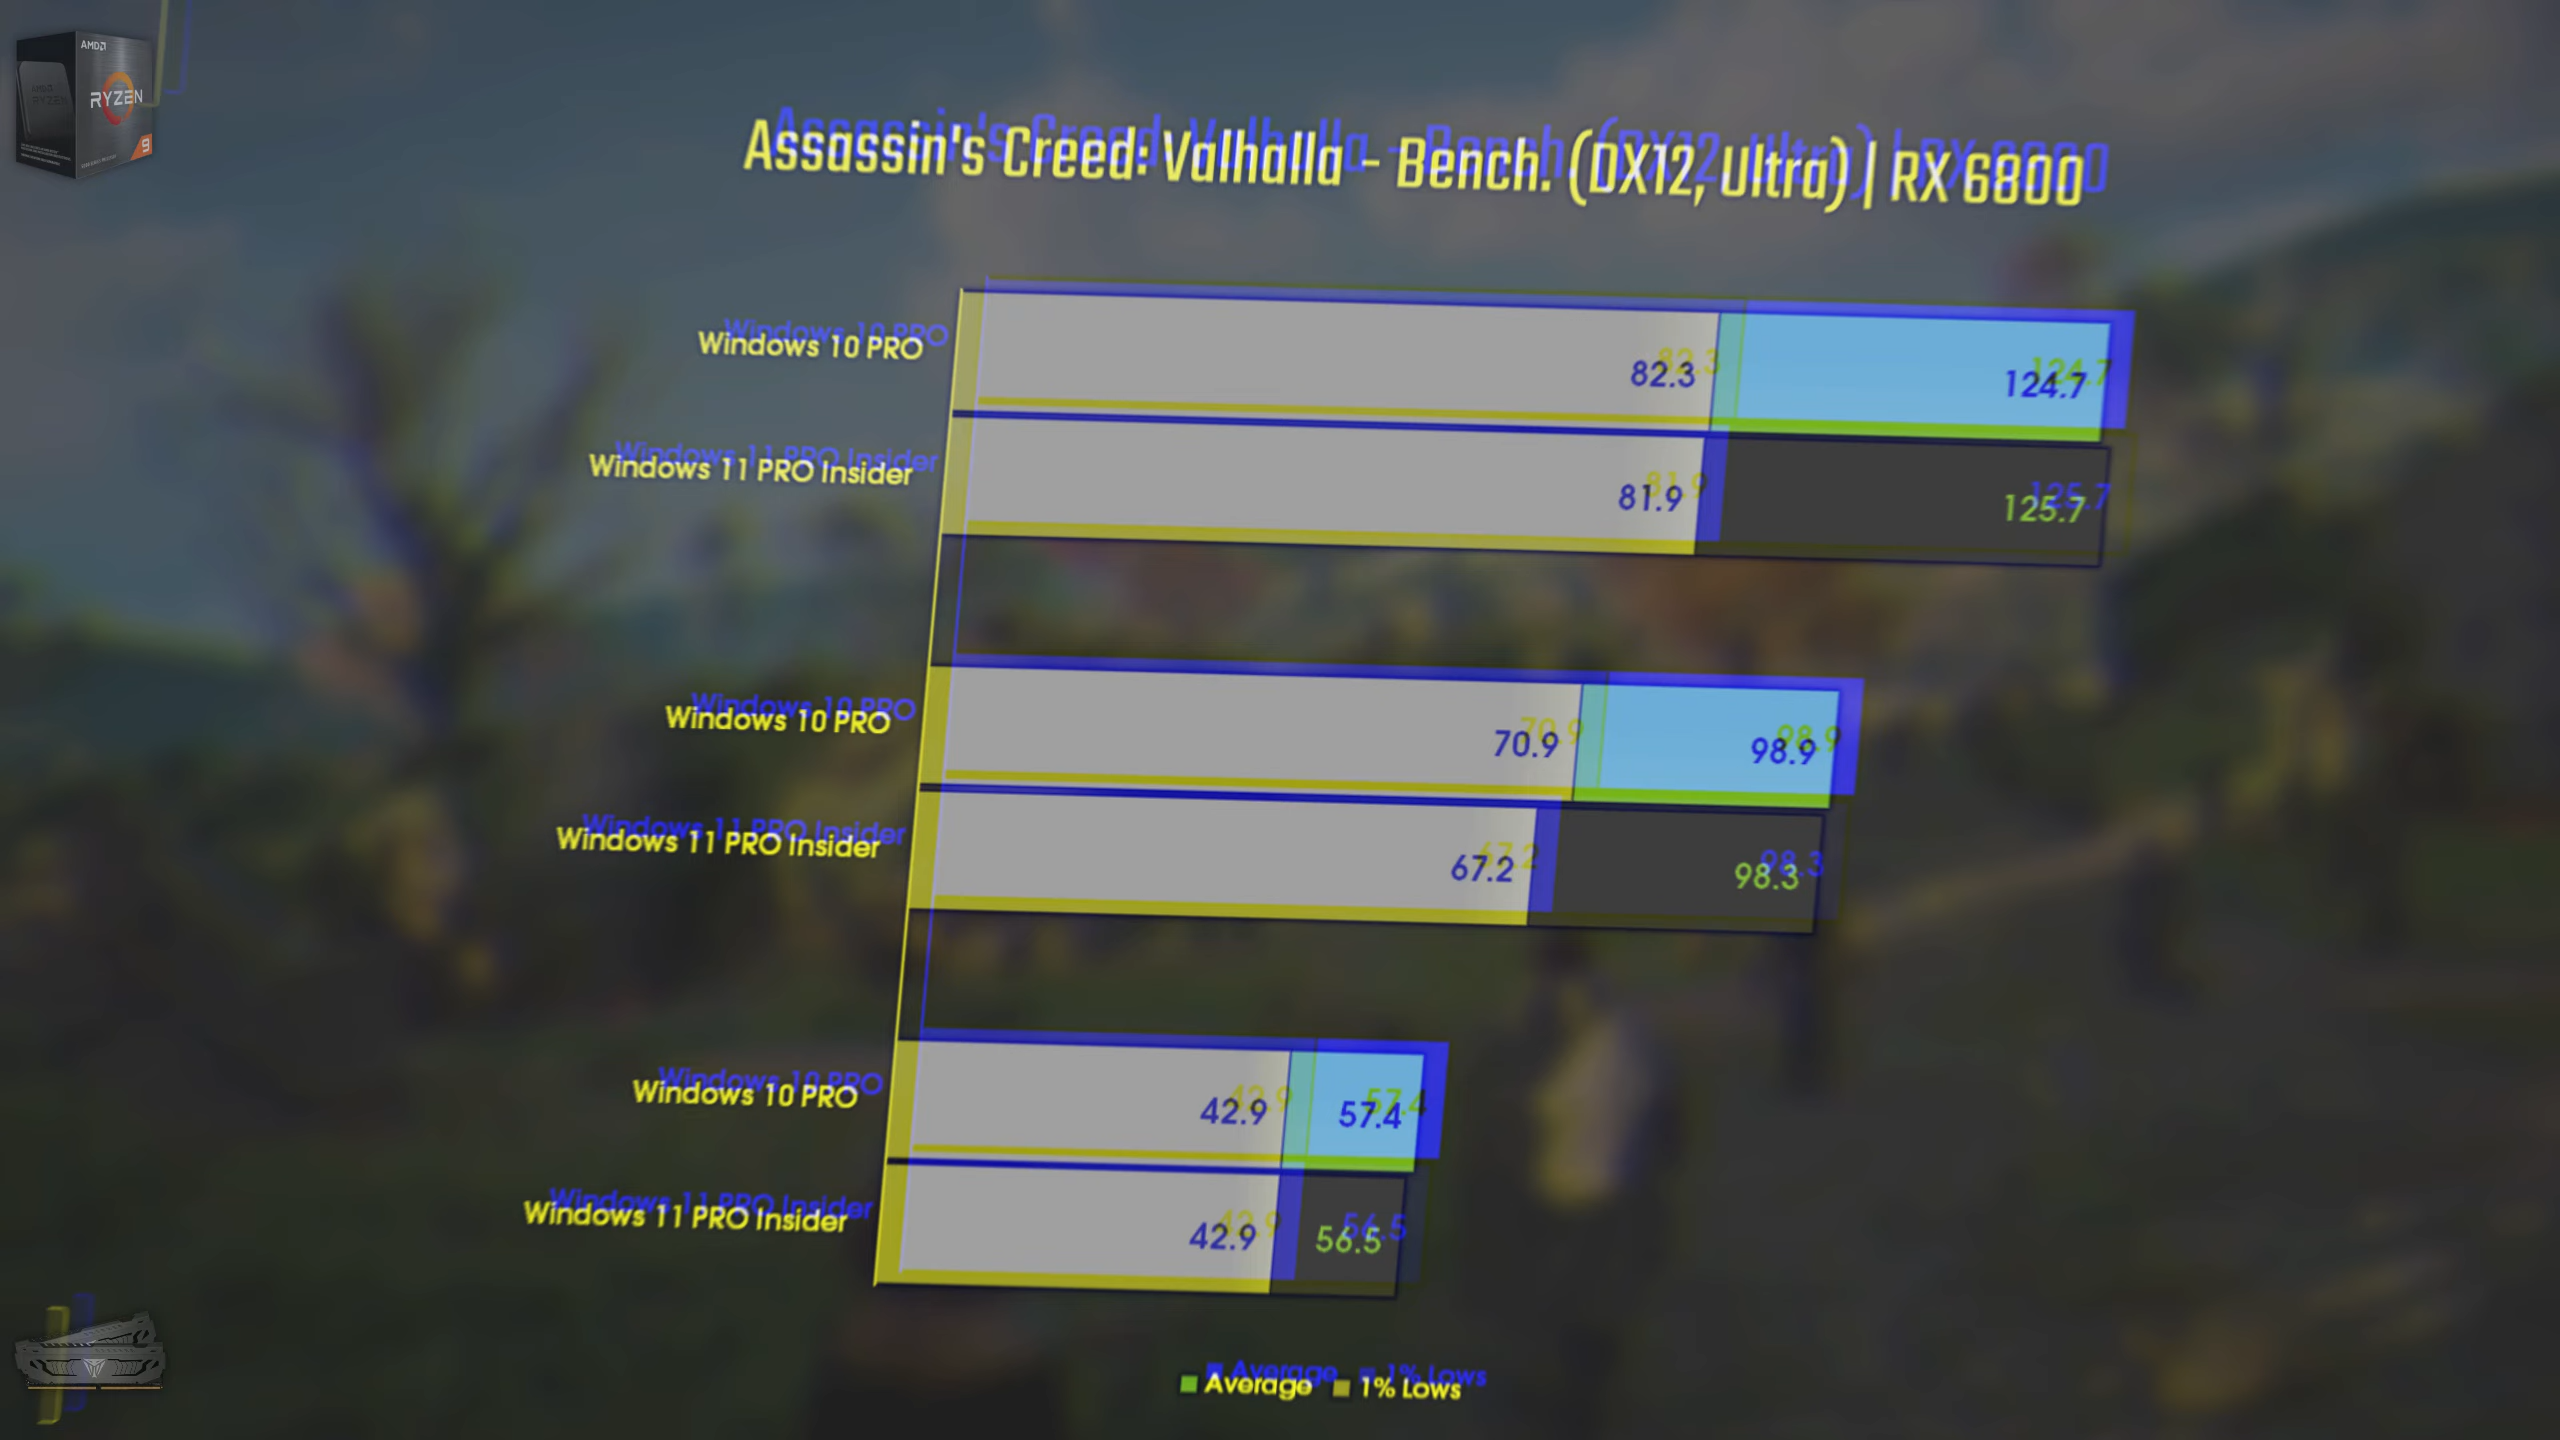 AMD
RYZEN
9
Assassin's Creed: Valhalla - Bench. (DX12, Ultra) | RX 6800
Windows 10 PRO
82.3
124.7
Windows 11 PRO Insider
81.9
125.7
Windows 10 PRO
70.9
98.9
Windows 11 PRO Insider
67.2
98.3
Windows 10 PRO
42.9
57.4
Windows 11 PRO Insider
42.9
56.5
Average 1% Lows